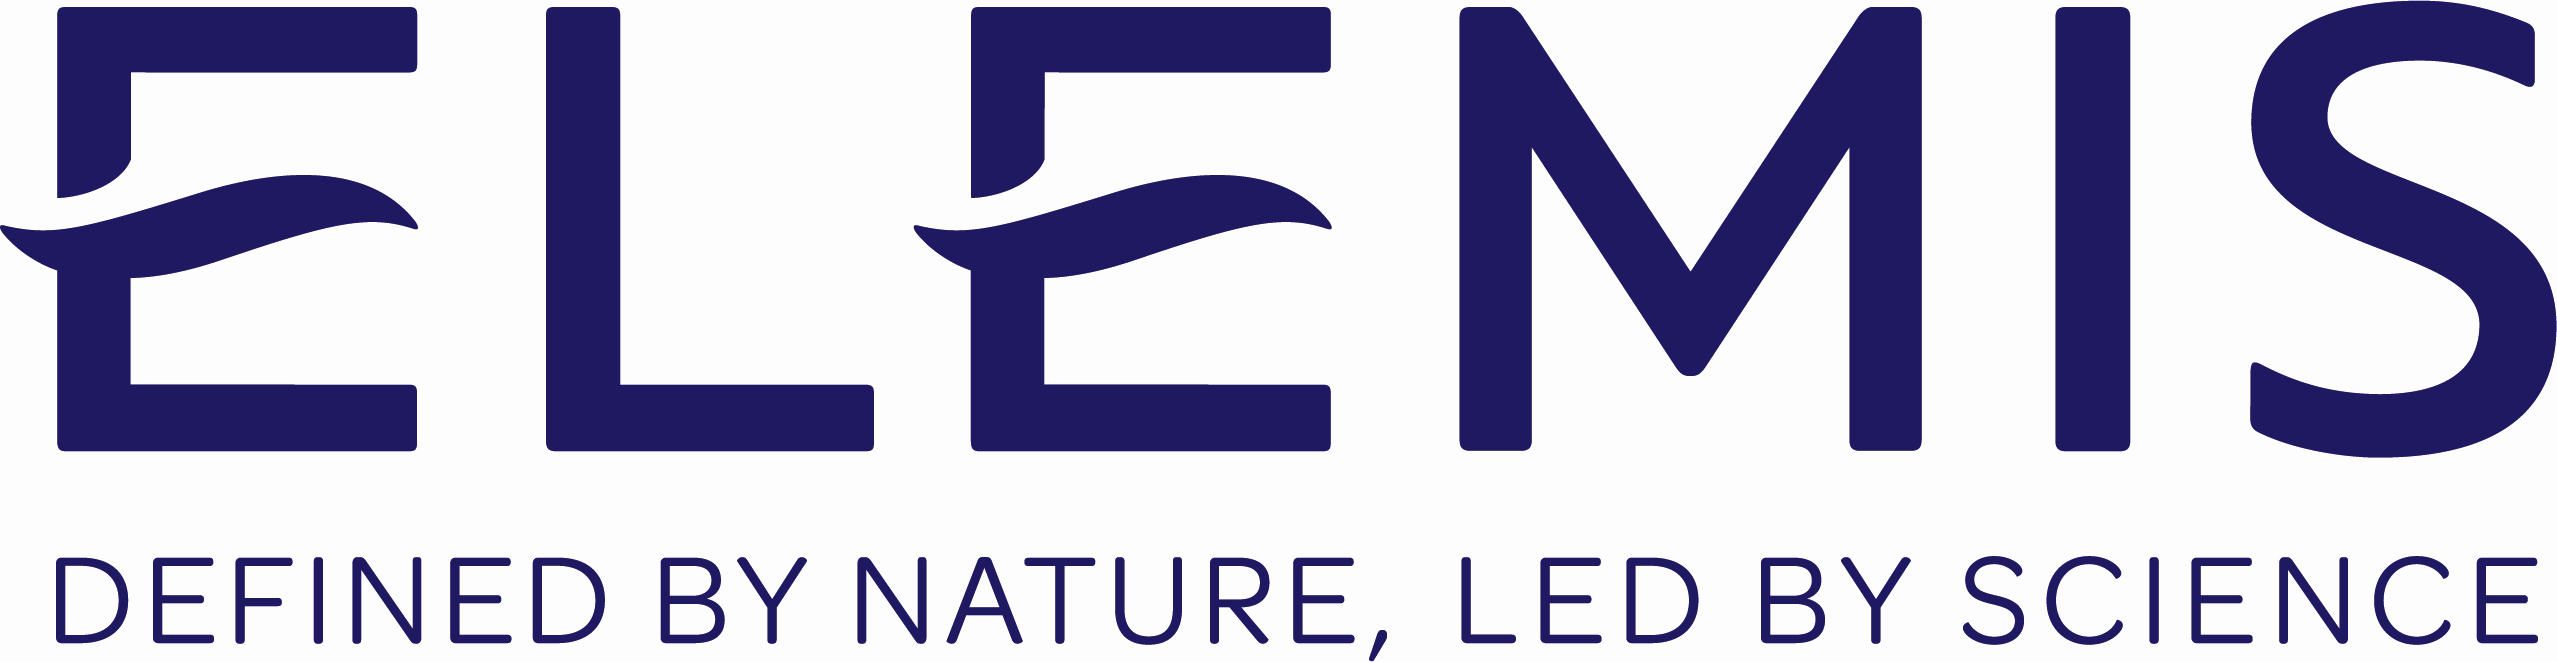 ELEMIS
DEFINED BY NATURE, LED BY SCIENCE